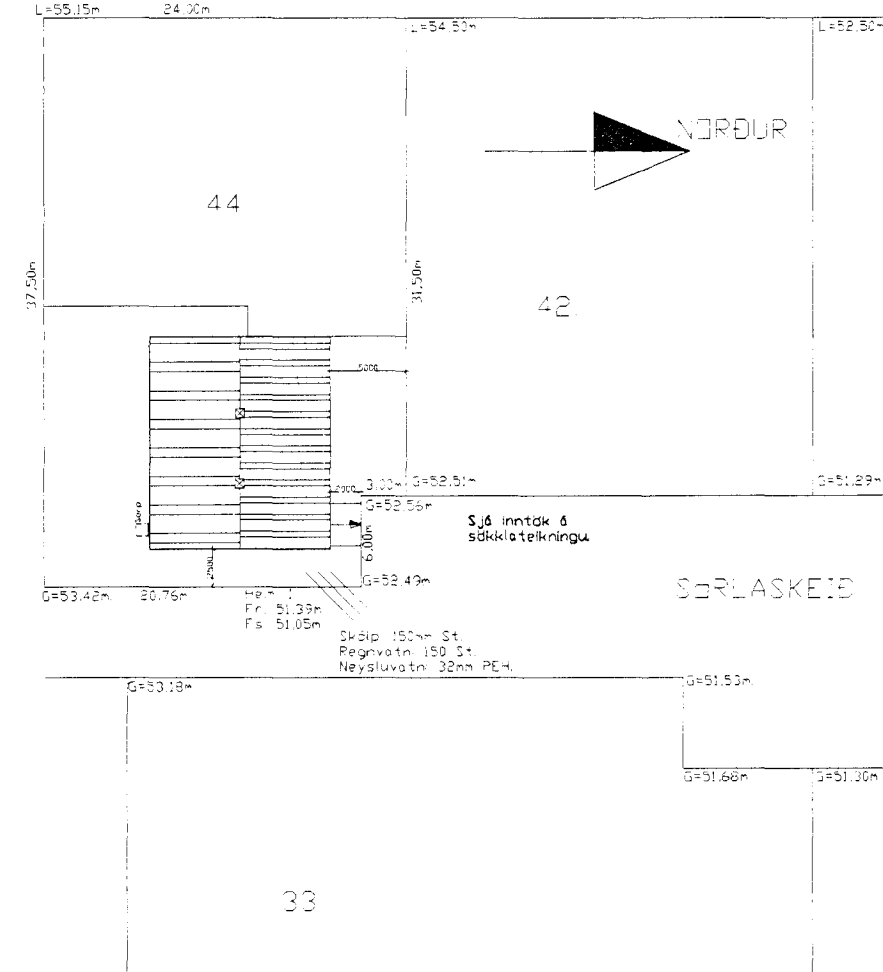 L=55.15m 24.00m
L=54.50m
L=52.50m
NORÐUR
44
37.50m
31.50m
42.
5000
2000 3.00m G=52.51m
G=51.29m
G=52.56m
Sjá inntök á
sökklateikningu
6.00m
2500
G=52.49m
G=53.42m 20.76m Heim. 1
Fr. 51.39m
Fs 51.05m
SÖRLASKEIÐ
Skólp 150mm St.
Regnvatn 150 St.
Neysluvatn: 32mm PEH.
G=53.18m
G=51.53m
G=51.68m
G=51.30m
33